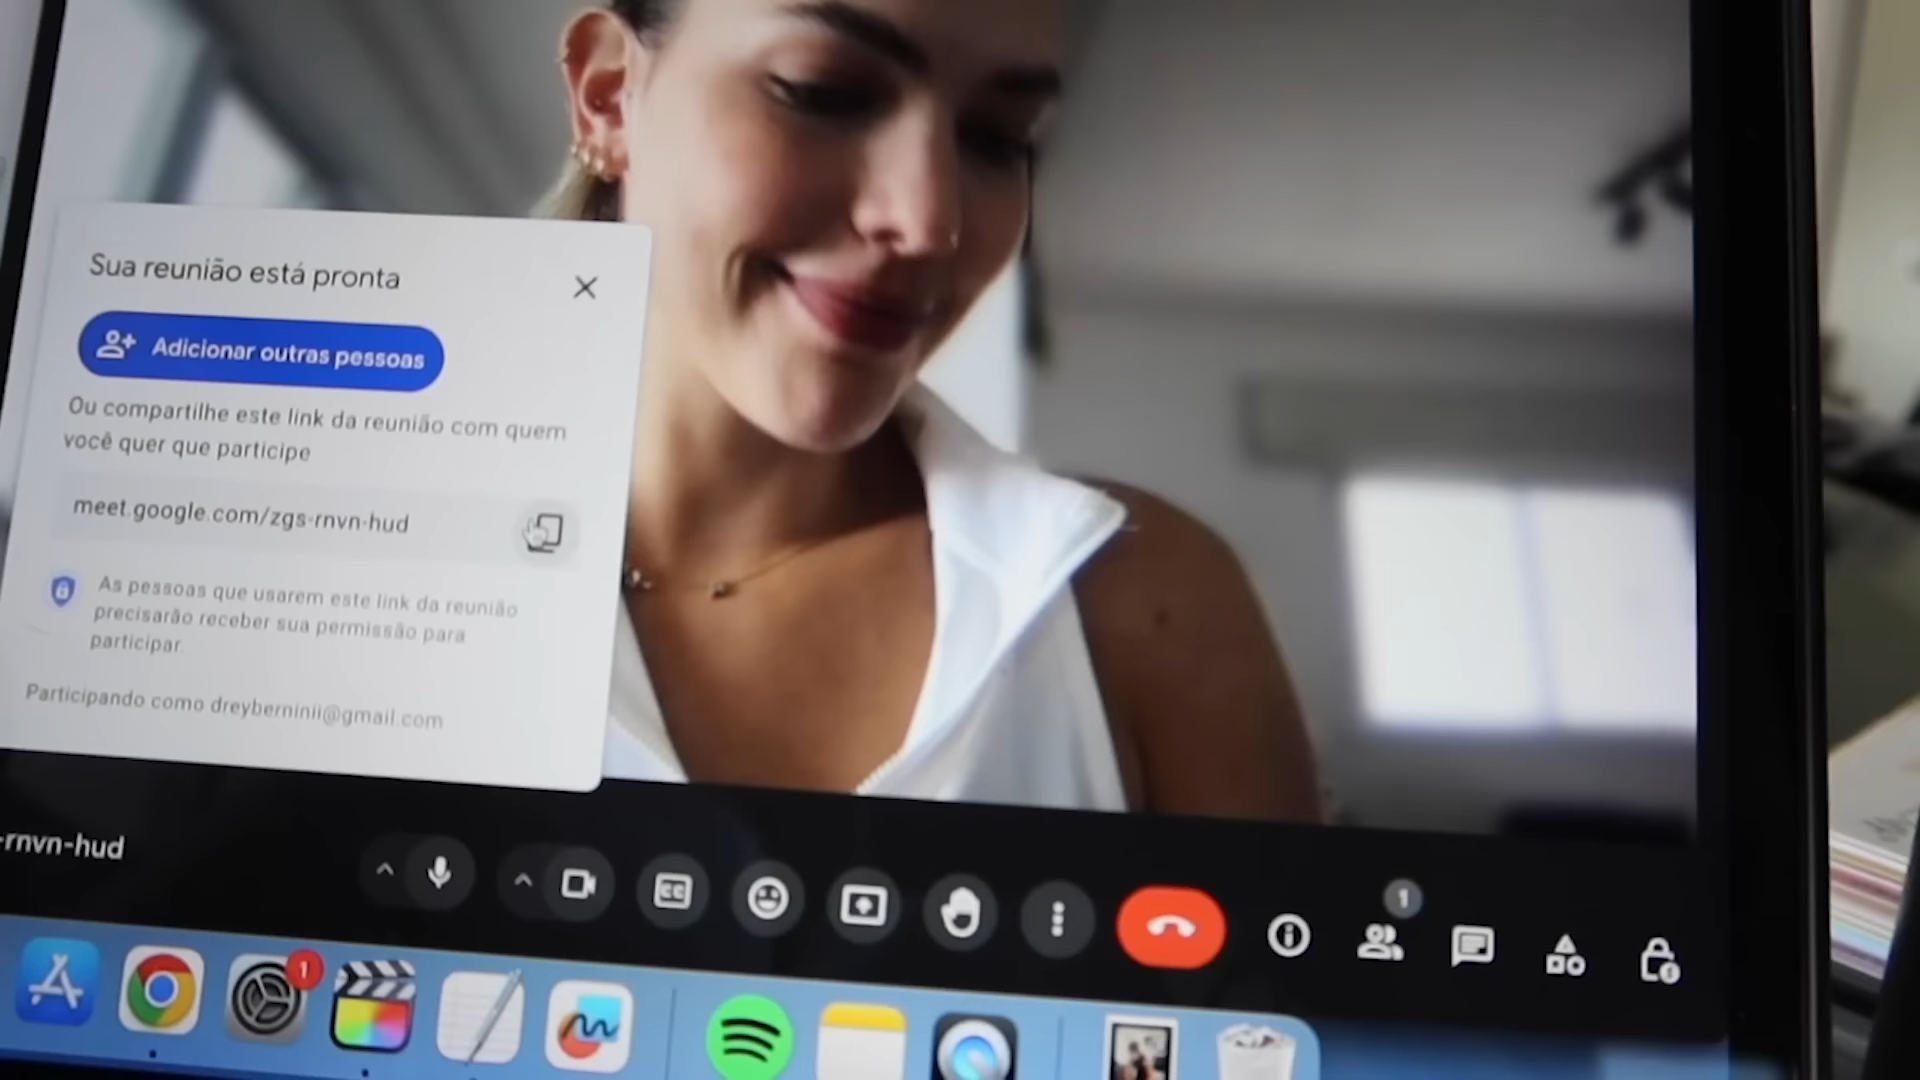 Sua reunião está pronta
Adicionar outras pessoas
Ou compartilhe este link da reunião com quem
você quer que participe
meet.google.com/zgs-rnvn-hud
As pessoas que usarem este link da reunião
precisarão receber sua permissão para
participar.
Participando como dreyberninii@gmail.com
-rnvn-hud
CC
1
1